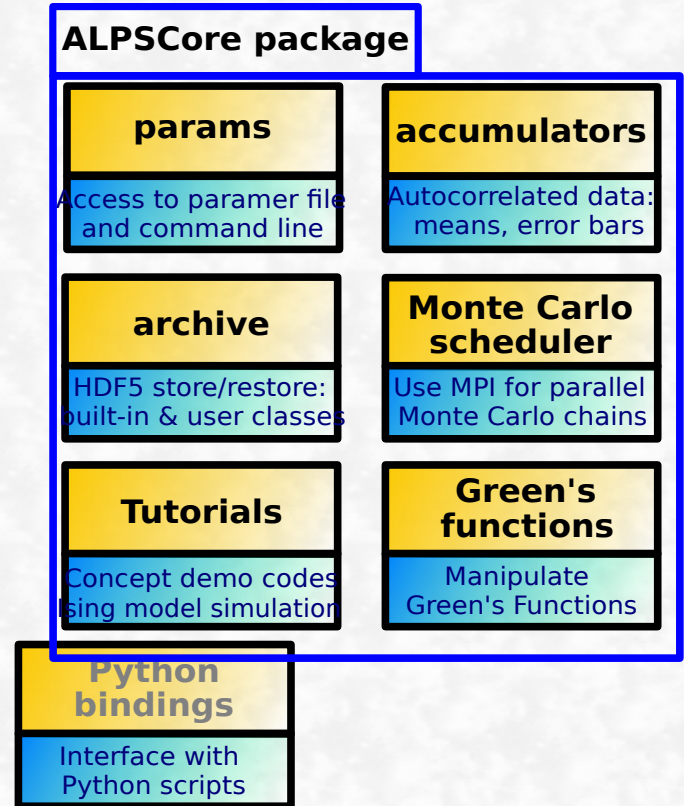 ALPSCore package
params
Access to paramer file
and command line
accumulators
Autocorrelated data:
means, error bars
archive
HDF5 store/restore:
built-in & user classes
Monte Carlo
scheduler
Use MPI for parallel
Monte Carlo chains
Tutorials
Concept demo codes
Ising model simulation
Green's
functions
Manipulate
Green's Functions
Python
bindings
Interface with
Python scripts